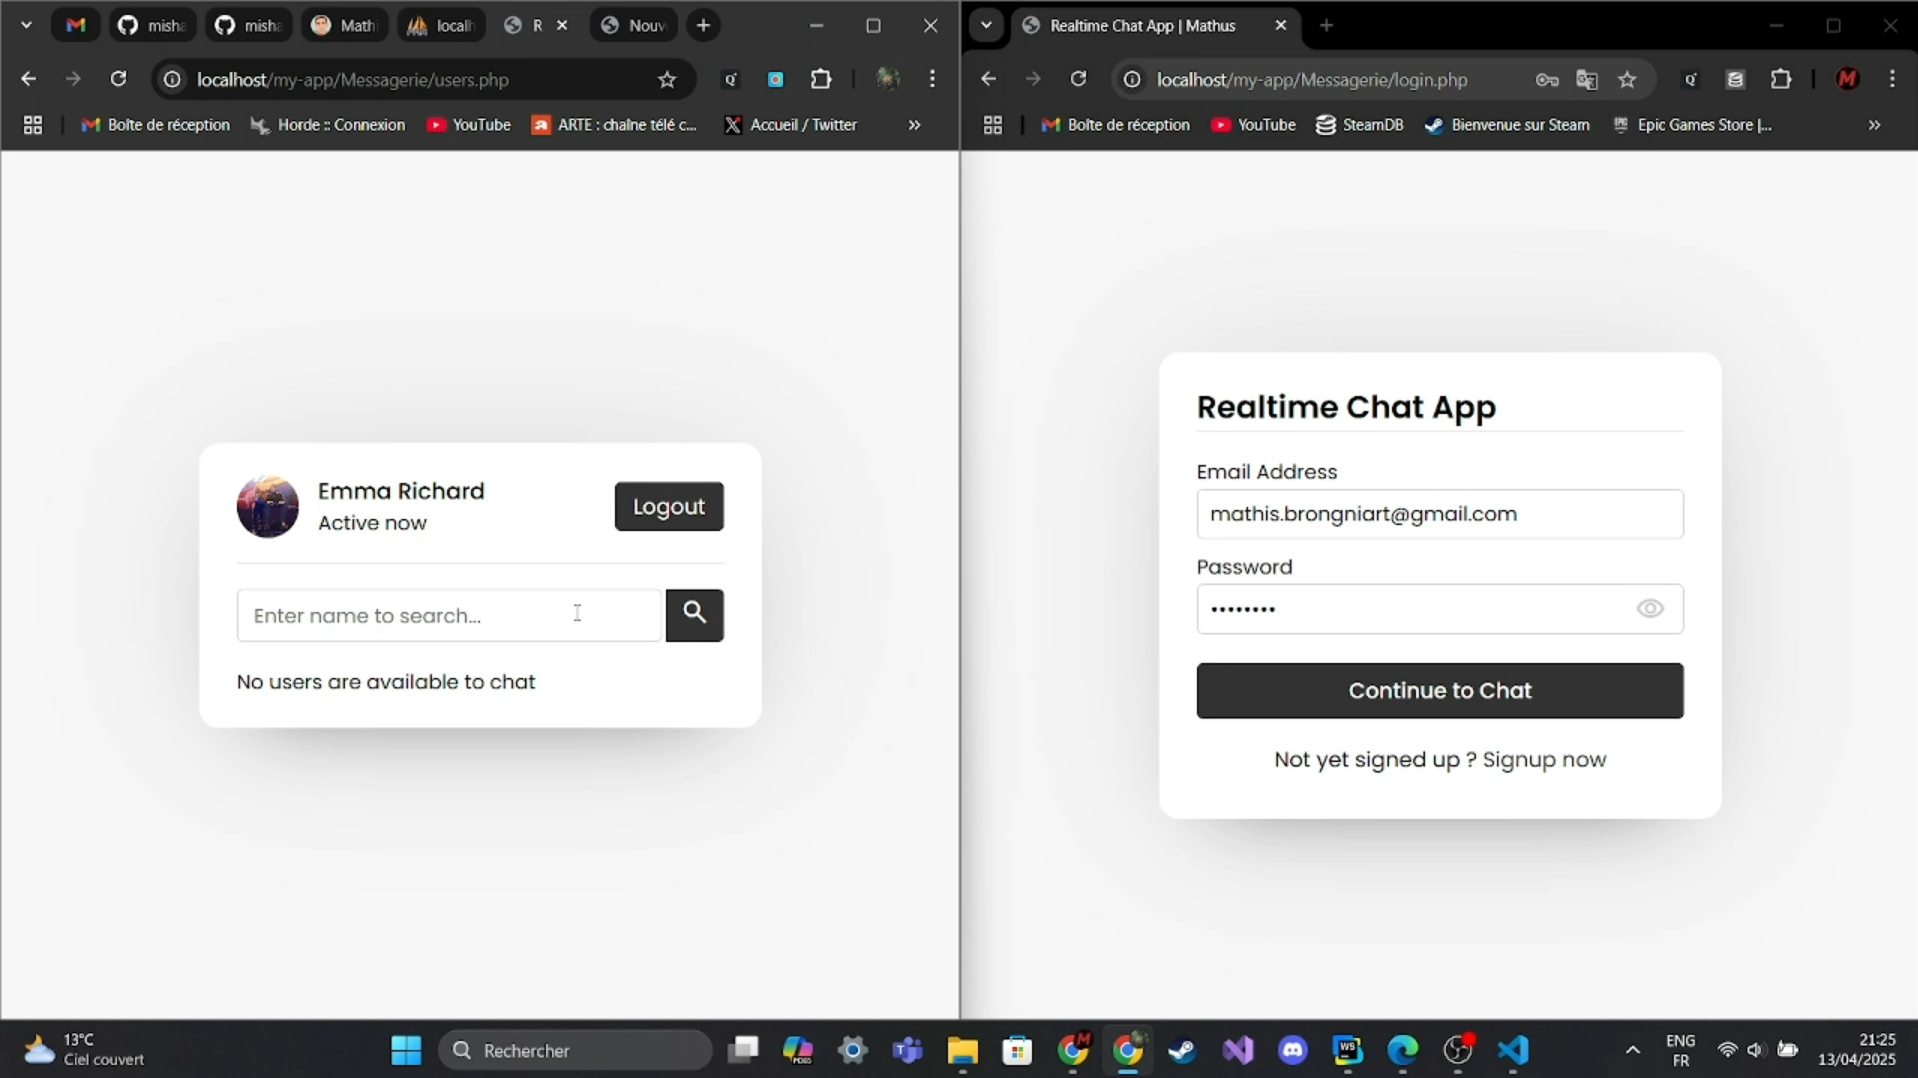 misha
misha
Mathi
localh
R
Nouv
localhost/my-app/Messagerie/users.php
Boîte de réception
Horde :: Connexion
YouTube
ARTE : chaîne télé c...
Accueil / Twitter
Emma Richard
Active now
Logout
Enter name to search...
No users are available to chat
Realtime Chat App | Mathus
localhost/my-app/Messagerie/login.php
Boîte de réception
YouTube
SteamDB
Bienvenue sur Steam
Epic Games Store |...
Realtime Chat App
Email Address
mathis.brongniart@gmail.com
Password
••••••••
Continue to Chat
Not yet signed up ? Signup now
13°C
Ciel couvert
Rechercher
ENG
FR
21:25
13/04/2025